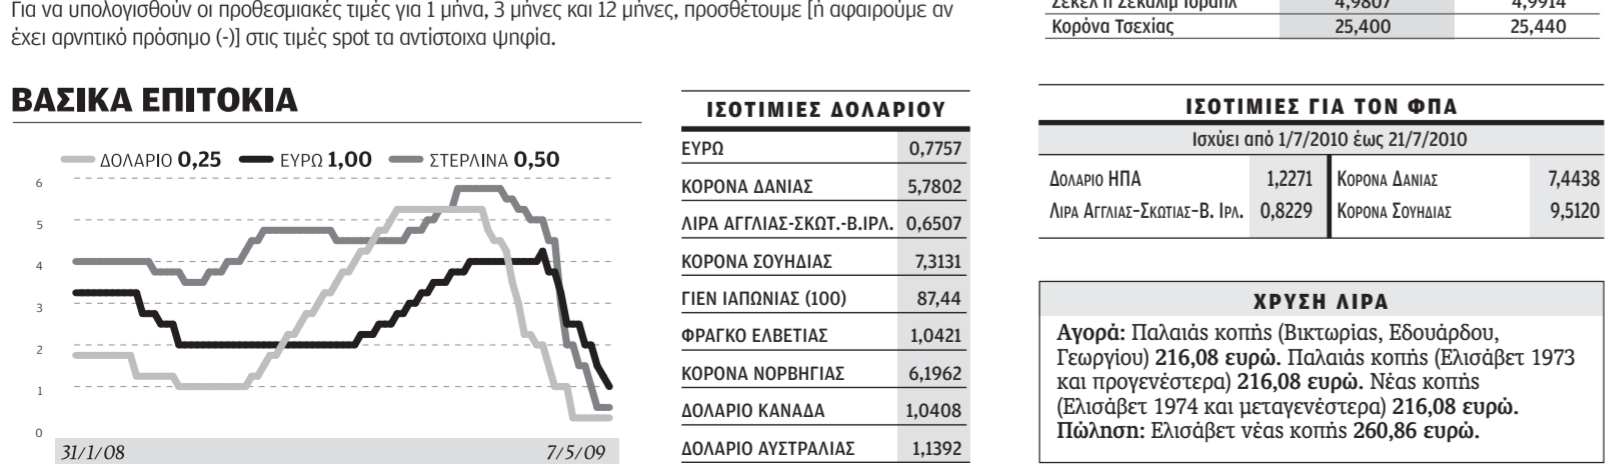 Για να υπολογισθούν οι προθεσμιακές τιμές για 1 μήνα, 3 μήνες και 12 μήνες, προσθέτουμε [ή αφαιρούμε αν
έχει αρνητικό πρόσημο (-)] στις τιμές spot τα αντίστοιχα ψηφία.
ΒΑΣΙΚΑ ΕΠΙΤΟΚΙΑ
ΔΟΛΑΡΙΟ 0,25 ΕΥΡΩ 1,00 ΣΤΕΡΛΙΝΑ 0,50
6
5
4
3
2
1
0
31/1/08 7/5/09
ΙΣΟΤΙΜΙΕΣ ΔΟΛΑΡΙΟΥ
ΕΥΡΩ 0,7757
ΚΟΡΟΝΑ ΔΑΝΙΑΣ 5,7802
ΛΙΡΑ ΑΓΓΛΙΑΣ-ΣΚΩΤ.-Β.ΙΡΛ. 0,6507
ΚΟΡΟΝΑ ΣΟΥΗΔΙΑΣ 7,3131
ΓΙΕΝ ΙΑΠΩΝΙΑΣ (100) 87,44
ΦΡΑΓΚΟ ΕΛΒΕΤΙΑΣ 1,0421
ΚΟΡΟΝΑ ΝΟΡΒΗΓΙΑΣ 6,1962
ΔΟΛΑΡΙΟ ΚΑΝΑΔΑ 1,0408
ΔΟΛΑΡΙΟ ΑΥΣΤΡΑΛΙΑΣ 1,1392
Σέκελ ή Σεκαλίμ Ισραήλ 4,9807 4,9914
Κορόνα Τσεχίας 25,400 25,440
ΙΣΟΤΙΜΙΕΣ ΓΙΑ ΤΟΝ ΦΠΑ
Ισχύει από 1/7/2010 έως 21/7/2010
ΔΟΛΑΡΙΟ ΗΠΑ 1,2271 ΚΟΡΟΝΑ ΔΑΝΙΑΣ 7,4438
ΛΙΡΑ ΑΓΓΛΙΑΣ-ΣΚΩΤΙΑΣ-Β. ΙΡΛ. 0,8229 ΚΟΡΟΝΑ ΣΟΥΗΔΙΑΣ 9,5120
ΧΡΥΣΗ ΛΙΡΑ
Αγορά: Παλαιάς κοπής (Βικτωρίας, Εδουάρδου,
Γεωργίου) 216,08 ευρώ. Παλαιάς κοπής (Ελισάβετ 1973
και προγενέστερα) 216,08 ευρώ. Νέας κοπής
(Ελισάβετ 1974 και μεταγενέστερα) 216,08 ευρώ.
Πώληση: Ελισάβετ νέας κοπής 260,86 ευρώ.